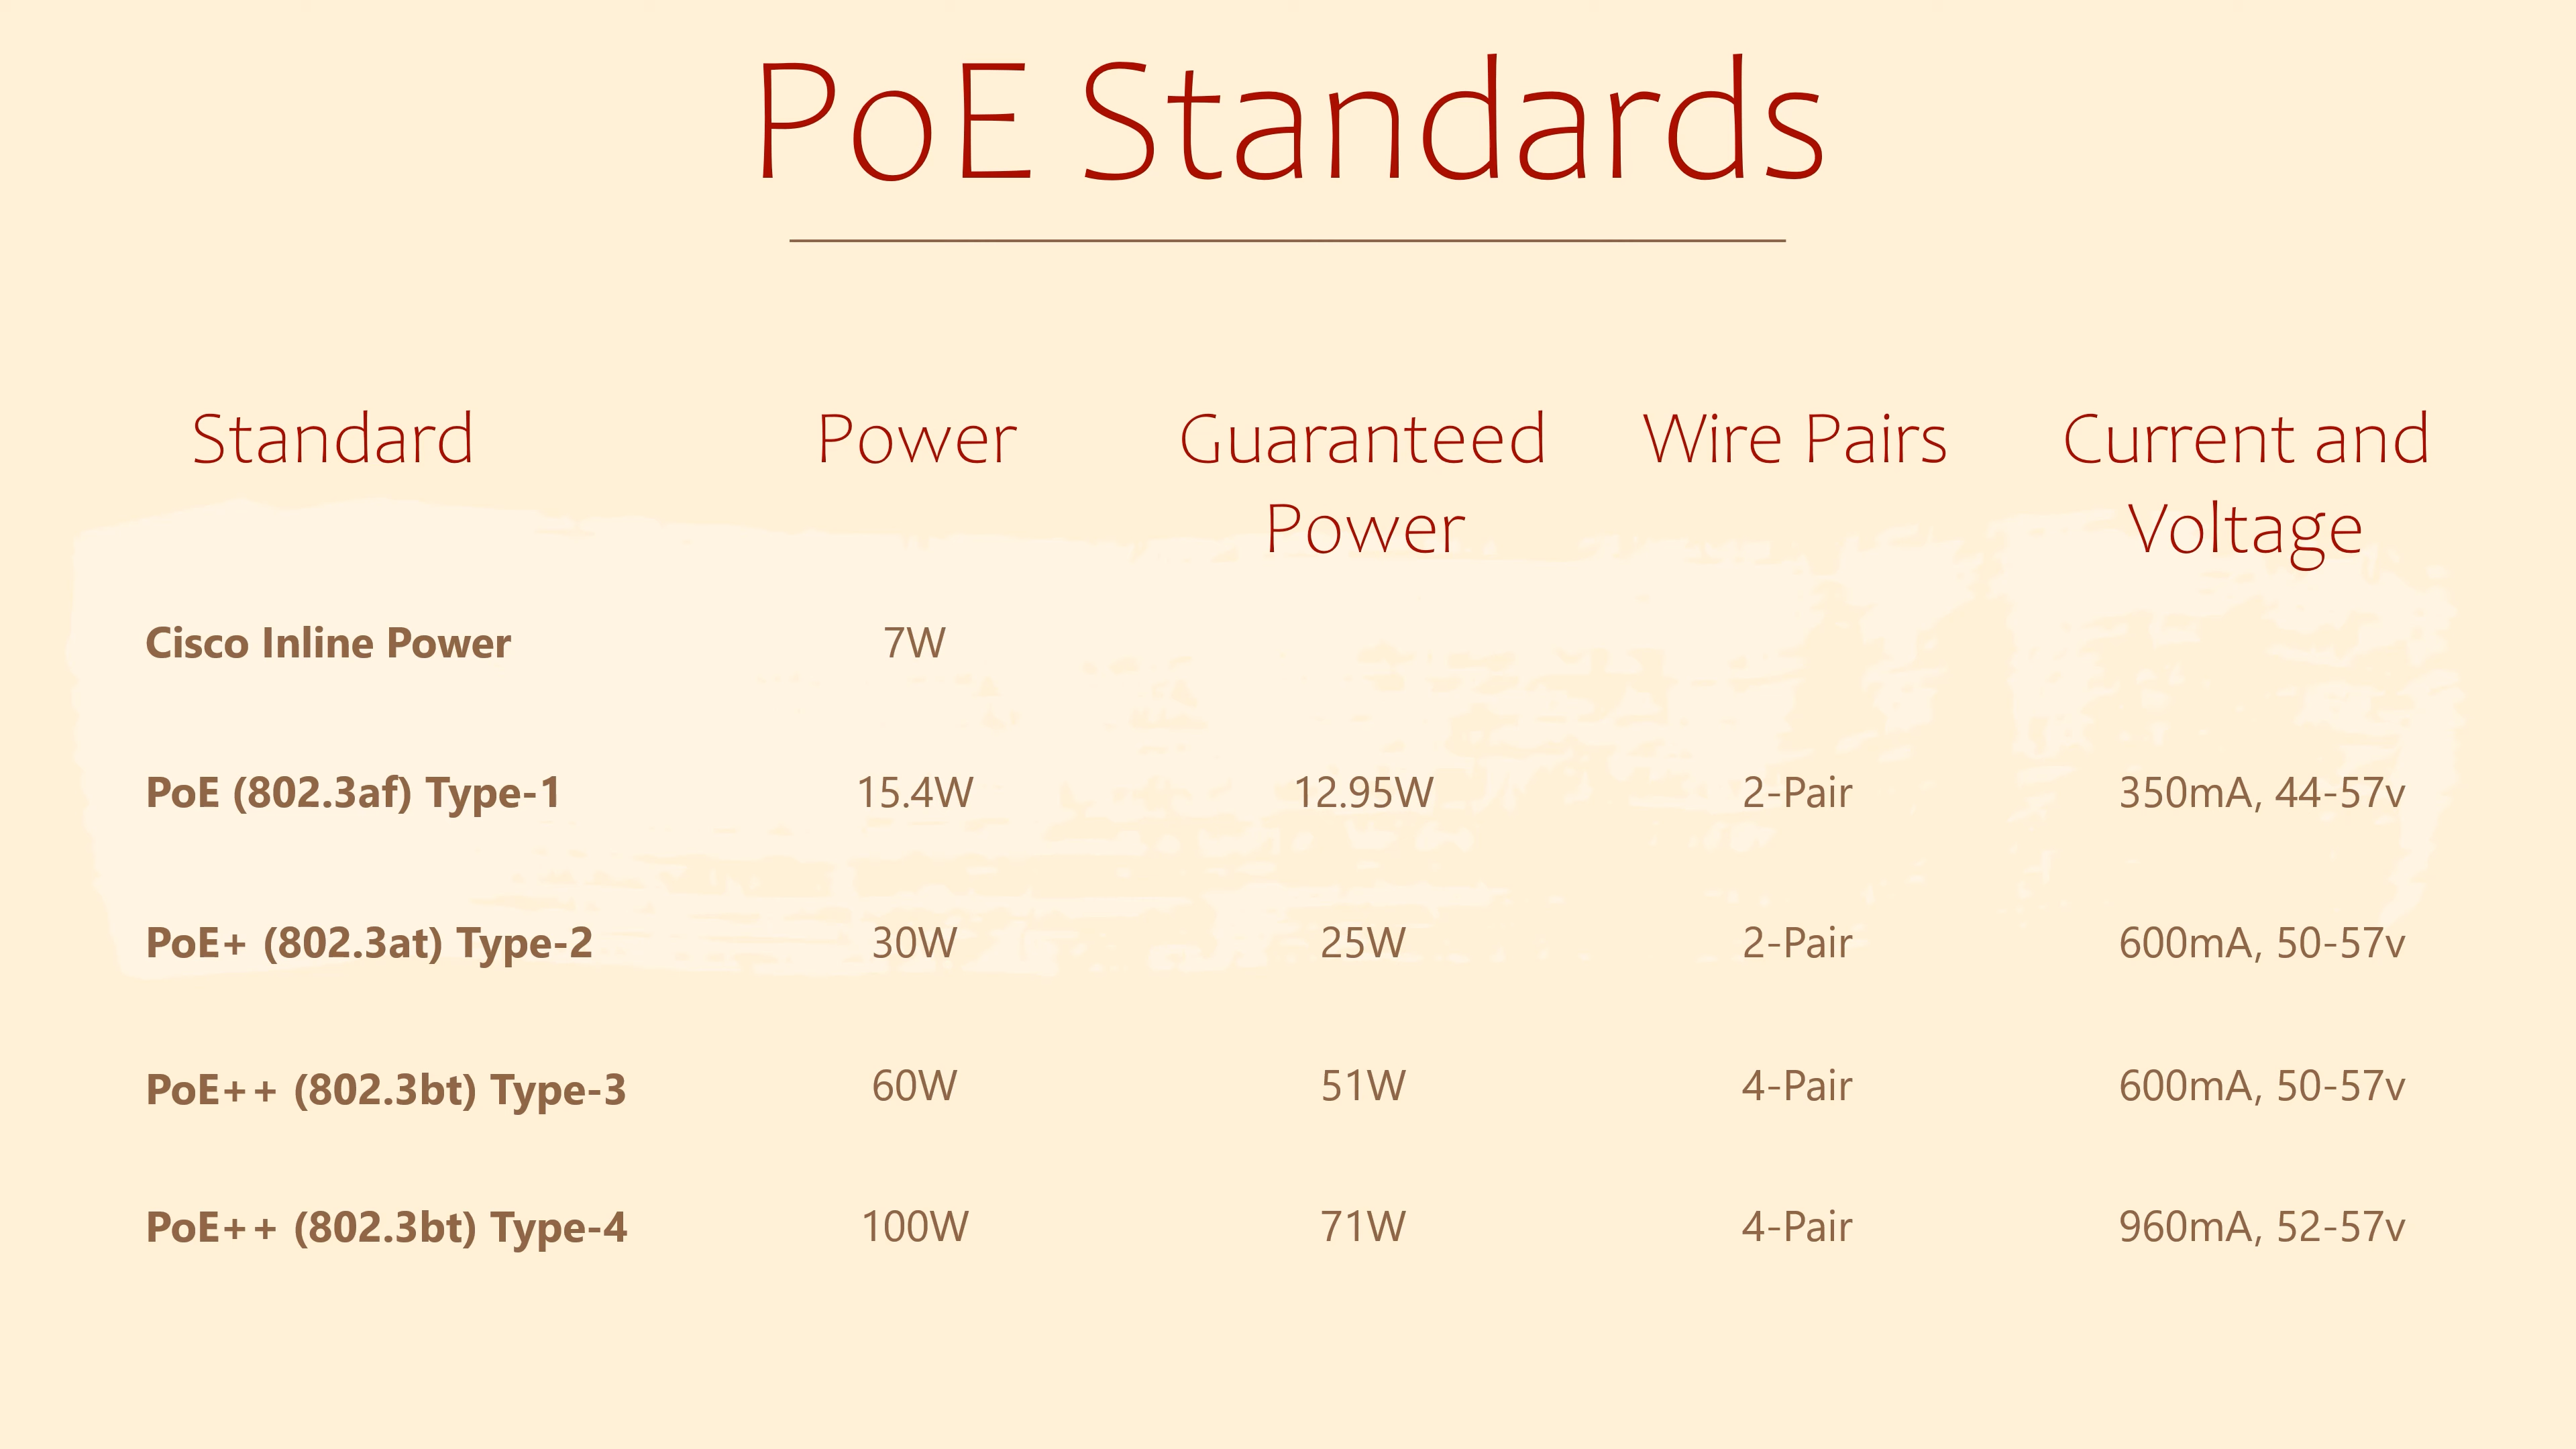 PoE Standards
Standard Power Guaranteed Power Wire Pairs Current and Voltage
Cisco Inline Power 7W
PoE (802.3af) Type-1 15.4W 12.95W 2-Pair 350mA, 44-57v
PoE+ (802.3at) Type-2 30W 25W 2-Pair 600mA, 50-57v
PoE++ (802.3bt) Type-3 60W 51W 4-Pair 600mA, 50-57v
PoE++ (802.3bt) Type-4 100W 71W 4-Pair 960mA, 52-57v